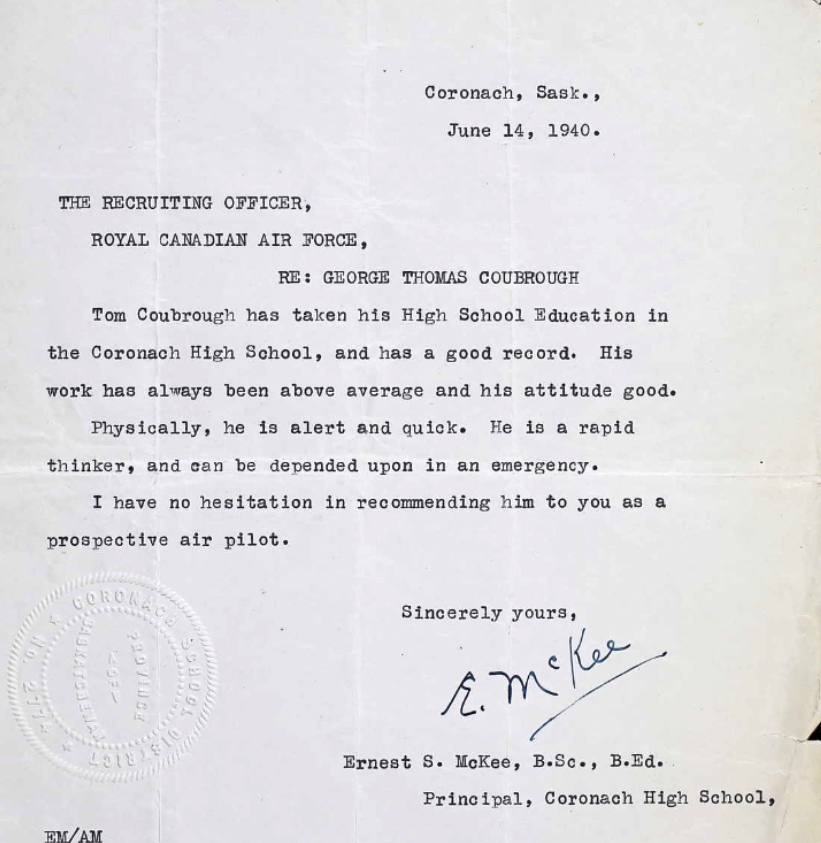 Coronach, Sask.,
June 14, 1940.
THE RECRUITING OFFICER,
ROYAL CANADIAN AIR FORCE,
RE: GEORGE THOMAS COUBROUGH
Tom Coubrough has taken his High School Education in
the Coronach High School, and has a good record. His
work has always been above average and his attitude good.
Physically, he is alert and quick. He is a rapid
thinker, and can be depended upon in an emergency.
I have no hesitation in recommending him to you as a
prospective air pilot.
Sincerely yours,
E. McKee
Ernest S. McKee, B.Sc., B.Ed.
Principal, Coronach High School,
EM/AM
CORONACH SCHOOL DISTRICT
PROVINCE